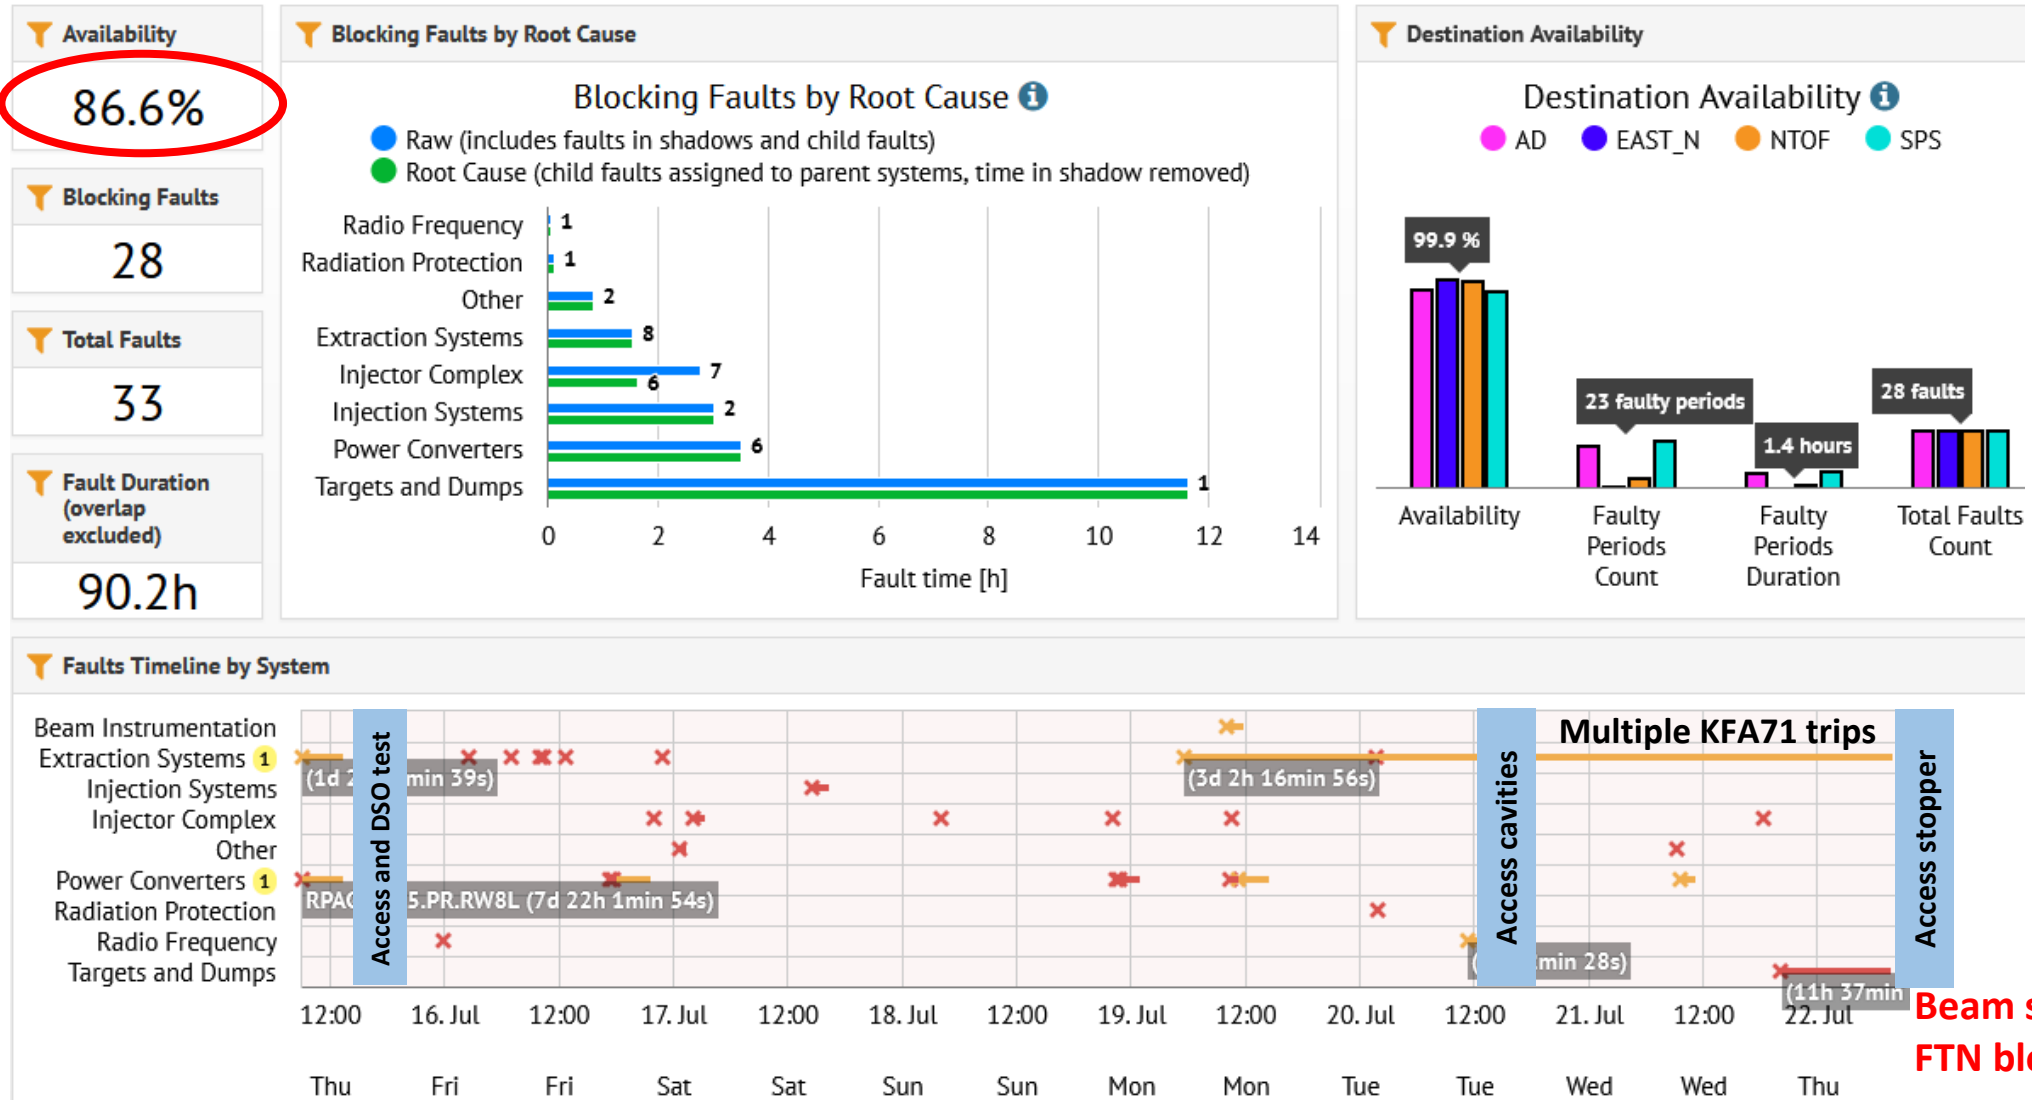 Availability
86.6%
Blocking Faults
28
Total Faults
33
Fault Duration
(overlap
excluded)
90.2h
Blocking Faults by Root Cause
Blocking Faults by Root Cause
Raw (includes faults in shadows and child faults)
Root Cause (child faults assigned to parent systems, time in shadow removed)
Radio Frequency 1
Radiation Protection 1
Other 2
Extraction Systems 8
Injector Complex 7
6
Injection Systems 2
Power Converters 6
Targets and Dumps 1
0 2 4 6 8 10 12 14
Fault time [h]
Destination Availability
Destination Availability
AD EAST_N NTOF SPS
99.9 %
23 faulty periods
1.4 hours
28 faults
Availability
Faulty
Periods
Count
Faulty
Periods
Duration
Total Faults
Count
Faults Timeline by System
Beam Instrumentation
Extraction Systems 1
Injection Systems
Injector Complex
Other
Power Converters 1
Radiation Protection
Radio Frequency
Targets and Dumps
(1d min 39s)
Access and DSO test
5.PR.RW8L (7d 22h 1min 54s)
(3d 2h 16min 56s)
Access cavities
min 28s)
Multiple KFA71 trips
Access stopper
(11h 37min
12:00 16. Jul 12:00 17. Jul 12:00 18. Jul 12:00 19. Jul 12:00 20. Jul 12:00 21. Jul 12:00 22. Jul
Thu Fri Fri Sat Sat Sun Sun Mon Mon Tue Tue Wed Wed Thu
Beam
FTN